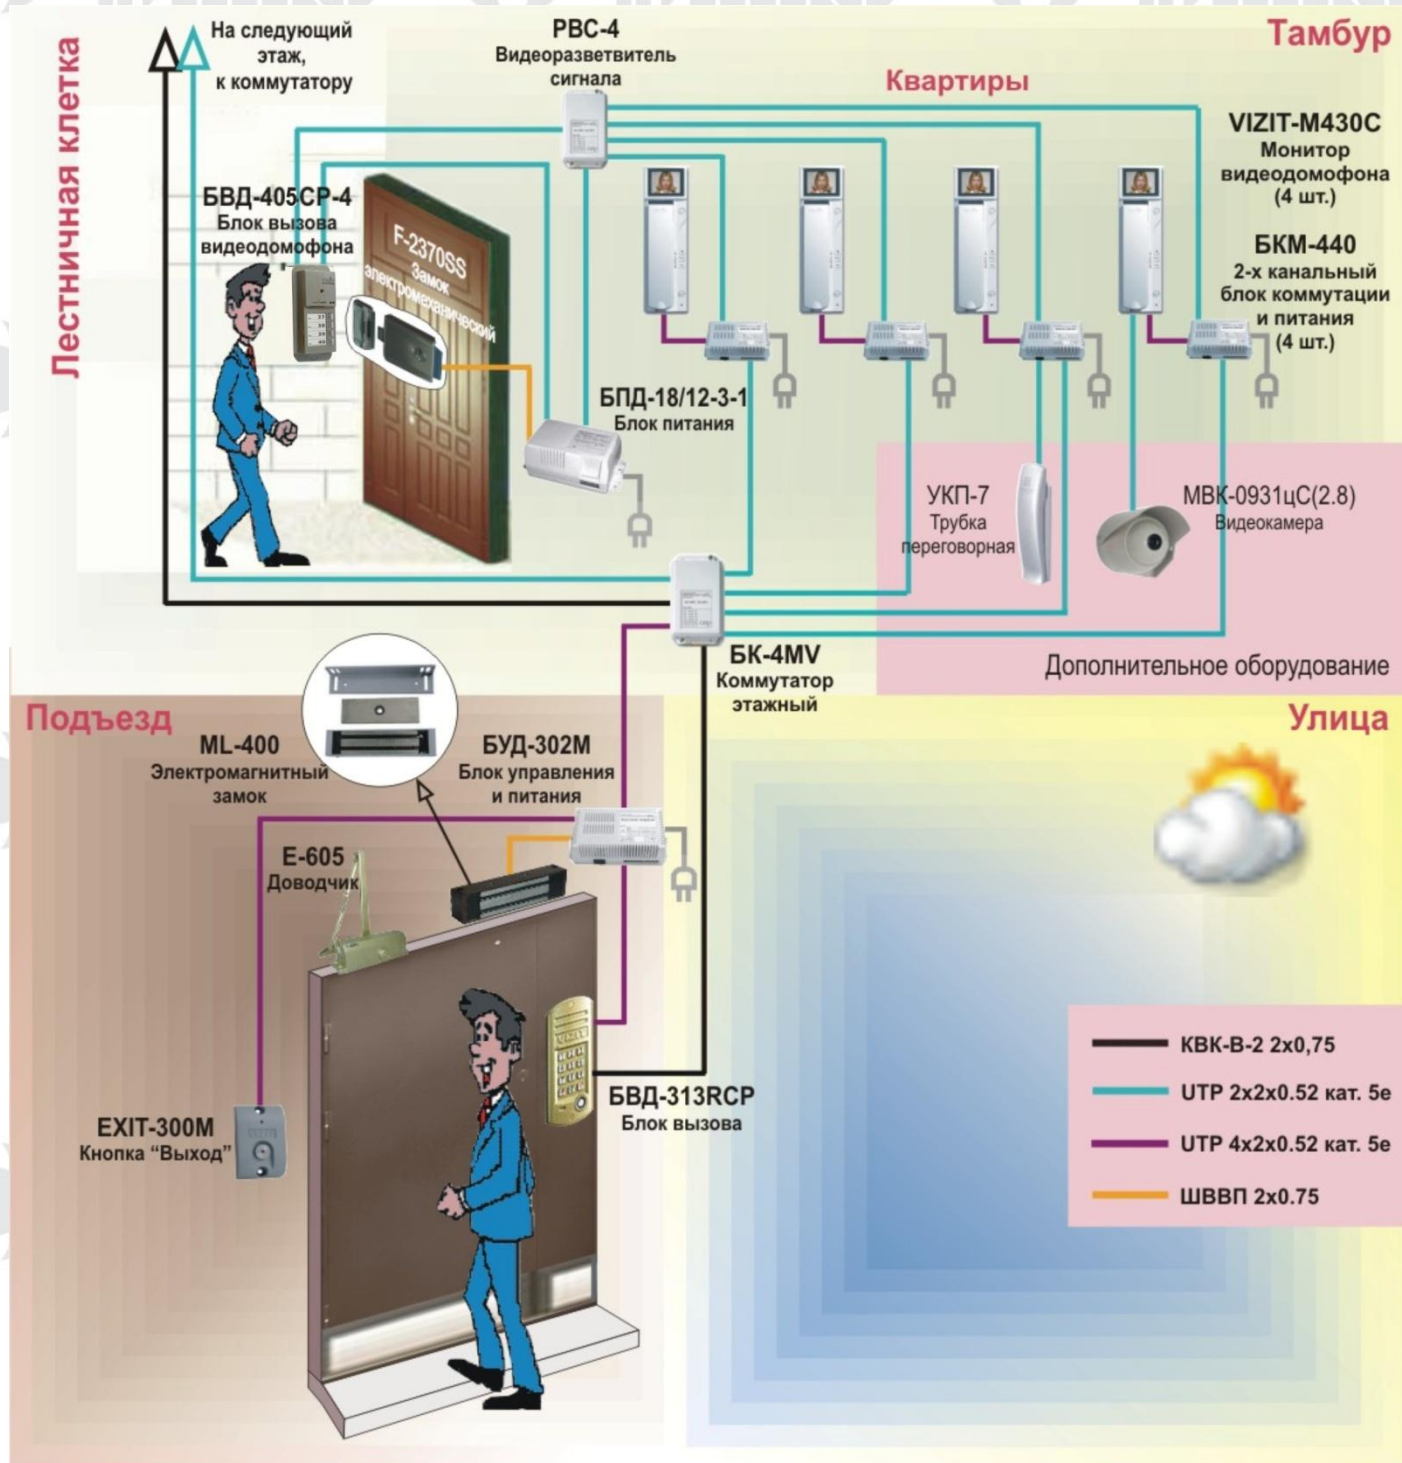 Лестничная клетка
На следующий
этаж,
к коммутатору
РВС-4
Видеоразветвитель
сигнала
Тамбур
Квартиры
VIZIT-M430C
Монитор
видеодомофона
(4 шт.)
БКМ-440
2-х канальный
блок коммутации
и питания
(4 шт.)
БВД-405СР-4
Блок вызова
видеодомофона
F-2370SS
Замок
электромеханический
БПД-18/12-3-1
Блок питания
УКП-7
Трубка
переговорная
МВК-0931цС(2.8)
Видеокамера
БК-4MV
Коммутатор
этажный
Дополнительное оборудование
Подъезд
Улица
ML-400
Электромагнитный
замок
БУД-302М
Блок управления
и питания
Е-605
Доводчик
EXIT-300M
Кнопка “Выход”
БВД-313RCP
Блок вызова
КВК-В-2 2х0,75
UTP 2x2x0.52 кат. 5е
UTP 4x2x0.52 кат. 5е
ШВВП 2х0.75